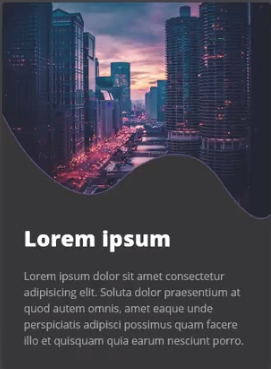 Lorem ipsum
Lorem ipsum dolor sit amet consectetur
adipisicing elit. Soluta dolor praesentium at
quod autem omnis, amet eaque unde
perspiciatis adipisci possimus quam facere
illo et quisquam quia earum nesciunt porro.